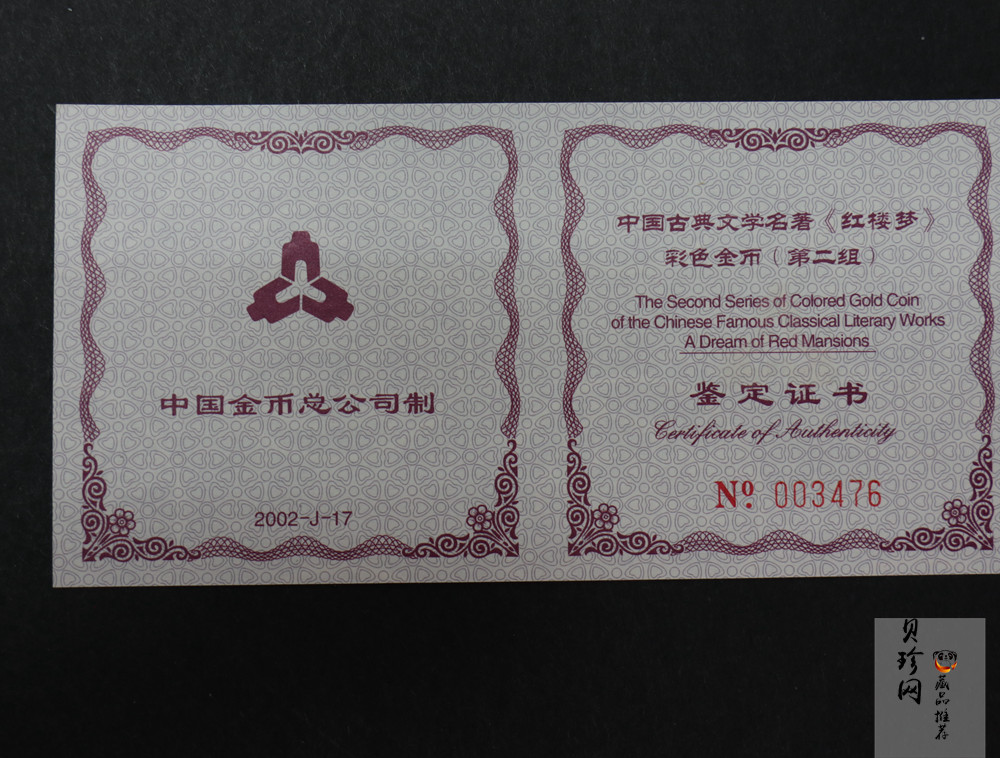 中国金币总公司制
2002-J-17
中国古典文学名著《红楼梦》
彩色金币（第二组）
The Second Series of Colored Gold Coin
of the Chinese Famous Classical Literary Works
A Dream of Red Mansions
鉴定证书
Certificate of Authenticity
Nº 003476
贝珍网
藏品推荐